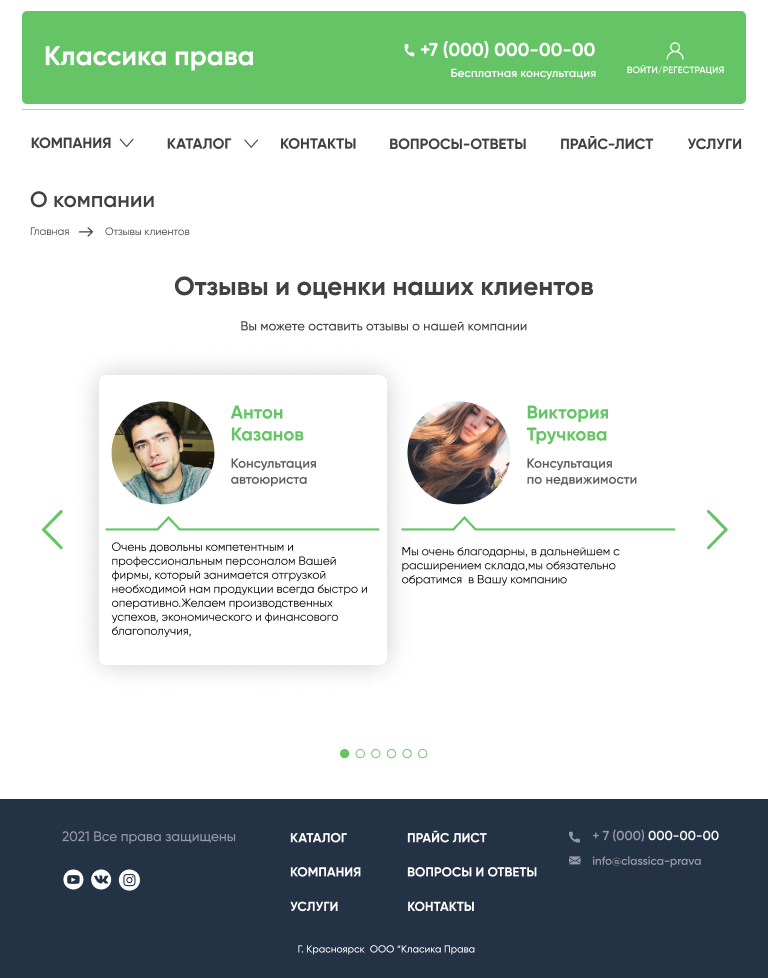 Классика права
+7 (000) 000-00-00
Бесплатная консультация
ВОЙТИ/РЕГЕСТРАЦИЯ
КОМПАНИЯ КАТАЛОГ КОНТАКТЫ ВОПРОСЫ-ОТВЕТЫ ПРАЙС-ЛИСТ УСЛУГИ
О компании
Главная Отзывы клиентов
Отзывы и оценки наших клиентов
Вы можете оставить отзывы о нашей компании
Антон
Казанов
Консультация
автоюриста
Очень довольны компетентным и
профессиональным персоналом Вашей
фирмы, который занимается отгрузкой
необходимой нам продукции всегда быстро и
оперативно.Желаем производственных
успехов, экономического и финансового
благополучия,
Виктория
Тручкова
Консультация
по недвижимости
Мы очень благодарны, в дальнейшем с
расширением склада,мы обязательно
обратимся  в Вашу компанию
2021 Все права защищены
КАТАЛОГ
КОМПАНИЯ
УСЛУГИ
ПРАЙС ЛИСТ
ВОПРОСЫ И ОТВЕТЫ
КОНТАКТЫ
+ 7 (000) 000-00-00
info@classica-prava
Г. Красноярск  ООО “Класика Права